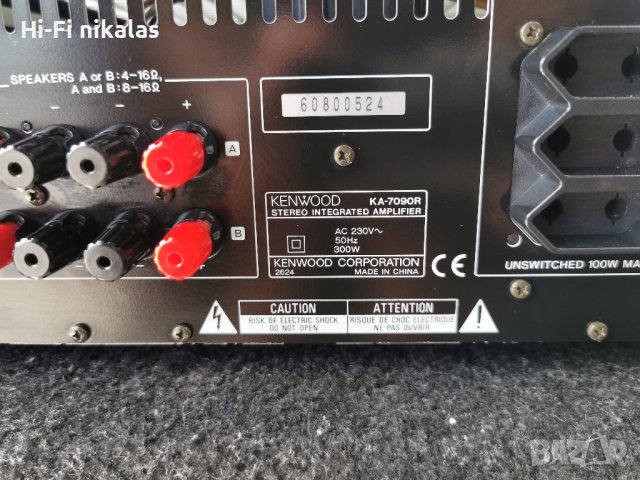 Hi-Fi nikalas
SPEAKERS A or B:4–16Ω,
A and B:8–16Ω
− − +
A
B
60800524
KENWOOD KA-7090R
STEREO INTEGRATED AMPLIFIER
AC 230V~
50Hz
300W
KENWOOD CORPORATION
2624 MADE IN CHINA
CE
UNSWITCHED 100W MA
CAUTION
RISK OF ELECTRIC SHOCK
DO NOT OPEN
ATTENTION
RISQUE DE CHOC ELECTRIQUE
NE PAS OUVRIR
BAZAR